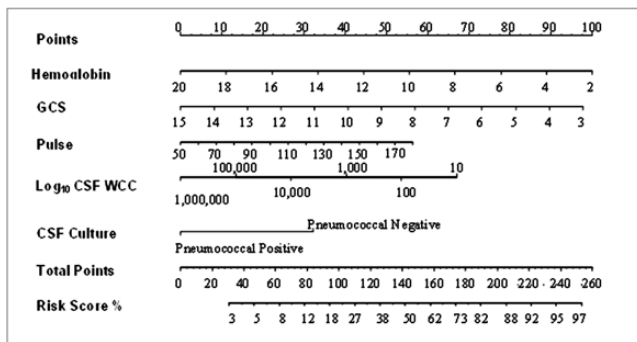 0 10 20 30 40 50 60 70 80 90 100
Points
Hemoglobin
20 18 16 14 12 10 8 6 4 2
GCS
15 14 13 12 11 10 9 8 7 6 5 4 3
Pulse
50 70 90 110 130 150 170
100,000 1,000 10
Log₁₀ CSF WCC
1,000,000 10,000 100
Pneumococcal Negative
CSF Culture
Pneumococcal Positive
Total Points
0 20 40 60 80 100 120 140 160 180 200 220 240 260
Risk Score %
3 5 8 12 18 27 38 50 62 73 82 88 92 95 97